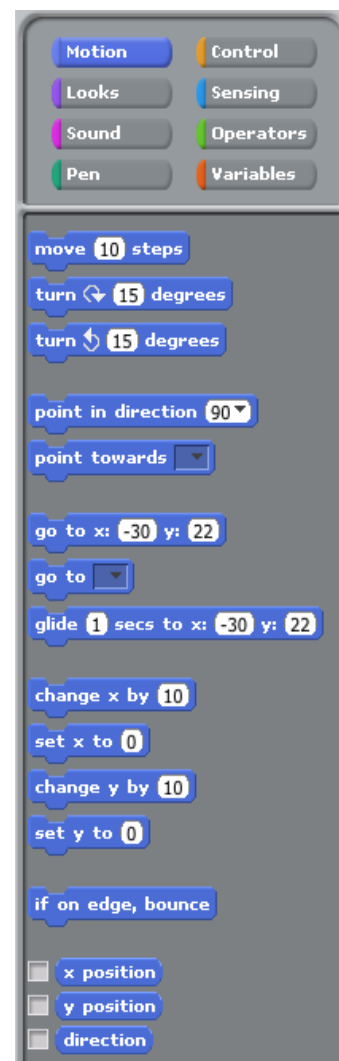 Motion Control
Looks Sensing
Sound Operators
Pen Variables
move 10 steps
turn 15 degrees
turn 15 degrees
point in direction 90
point towards
go to x: -30 y: 22
go to
glide 1 secs to x: -30 y: 22
change x by 10
set x to 0
change y by 10
set y to 0
if on edge, bounce
x position
y position
direction